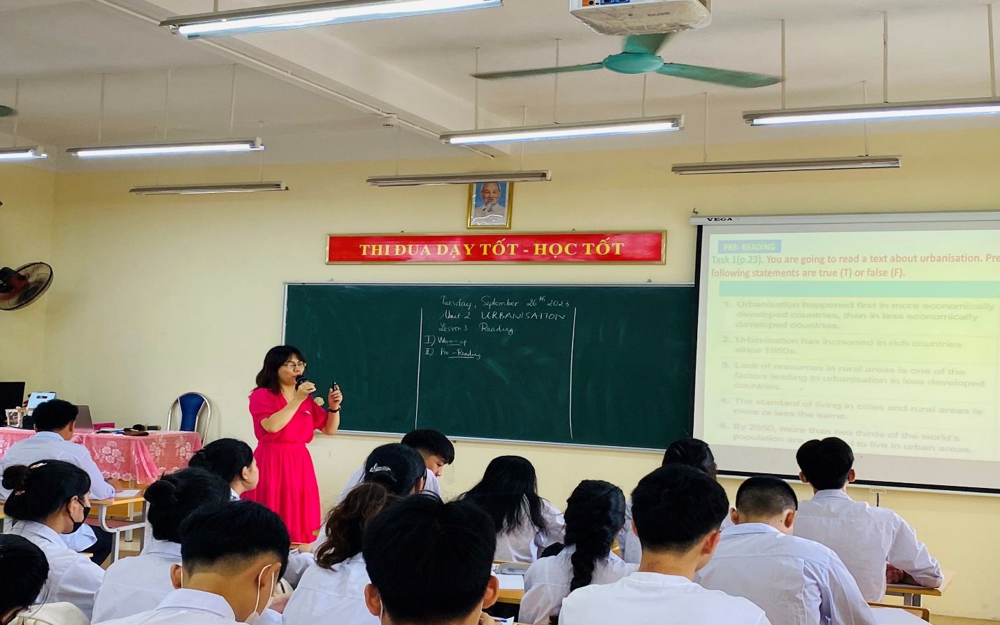 benq
THI ĐUA DẠY TỐT - HỌC TỐT
Tuesday, September 26th 2023
Unit 2 URBANISATION
Lesson 3 Reading
I) Warm-up
II) Pre-Reading
VEGA
PRE- READING
Task 1(p.23). You are going to read a text about urbanisation. Pre
following statements are true (T) or false (F).
1. Urbanisation happened first in more economically
developed countries, then in less economically
developed countries.
2. Urbanisation has increased in rich countries
since 1950s.
3. Lack of resources in rural areas is one of the
factors leading to urbanisation in less developed
countries.
4. The standard of living in cities and rural areas is
more or less the same.
5. By 2050, more than two thirds of the world's
population are to live in urban areas.